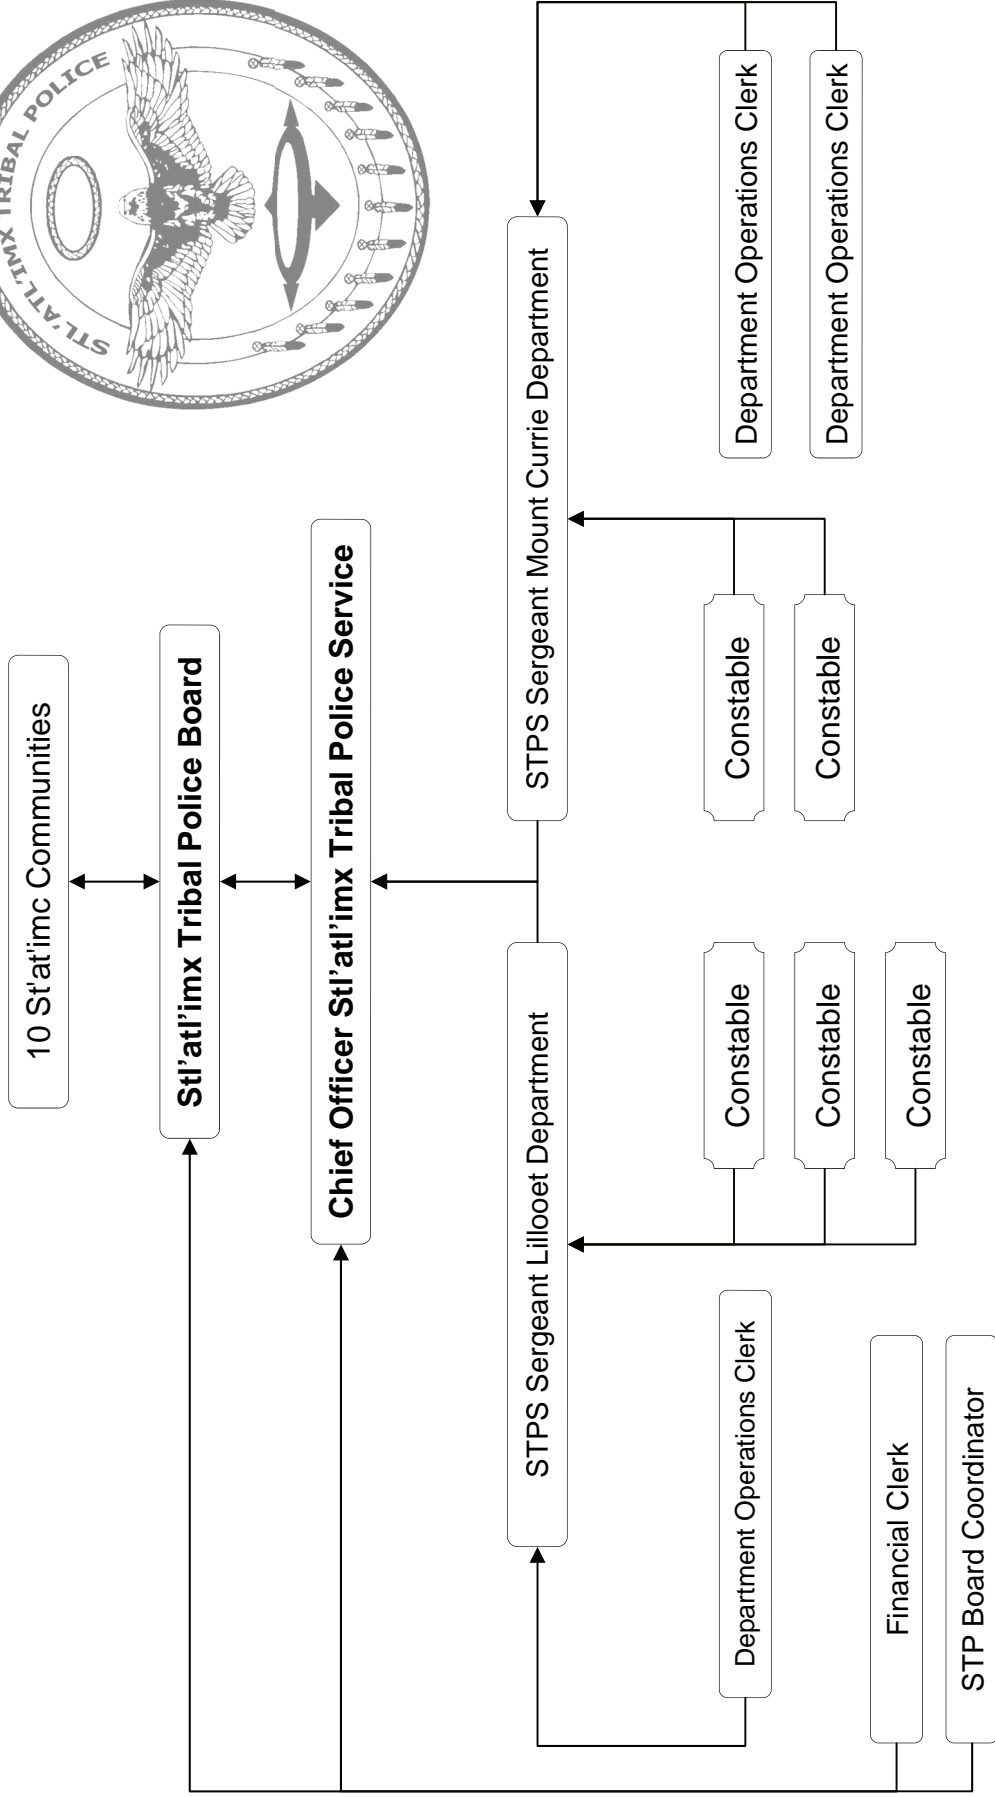 STL'ATL'IMX TRIBAL POLICE
10 St'at'imc Communities
Stl’atl’imx Tribal Police Board
Chief Officer Stl’atl’imx Tribal Police Service
STPS Sergeant Lillooet Department
STPS Sergeant Mount Currie Department
Department Operations Clerk
Constable
Constable
Constable
Constable
Constable
Department Operations Clerk
Department Operations Clerk
Financial Clerk
STP Board Coordinator